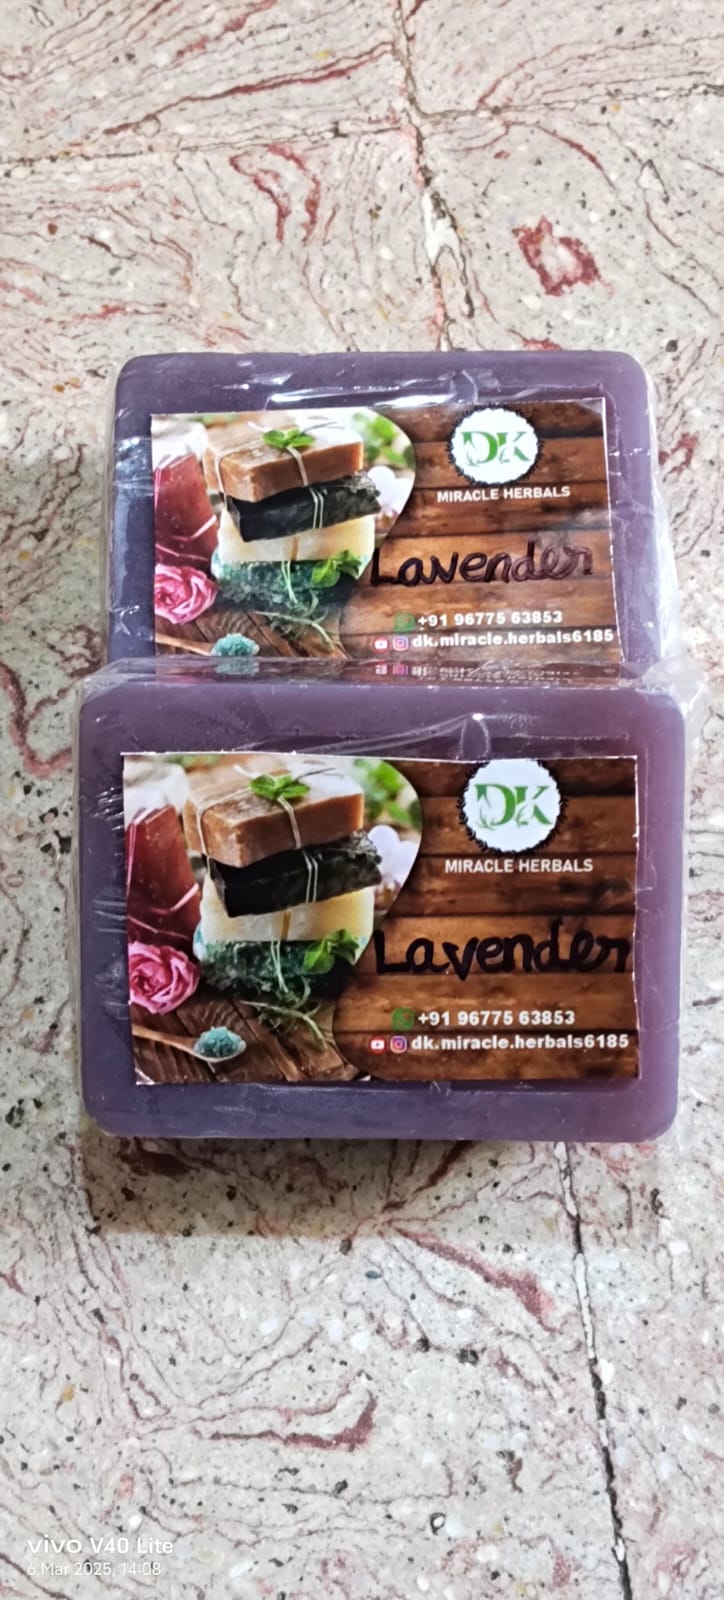 DK
MIRACLE HERBALS
Lavender
+91 96775 63853
dk.miracle.herbals6185
DK
MIRACLE HERBALS
Lavender
+91 96775 63853
dk.miracle.herbals6185
vivo V40 Lite
6 Mar 2025, 14:08